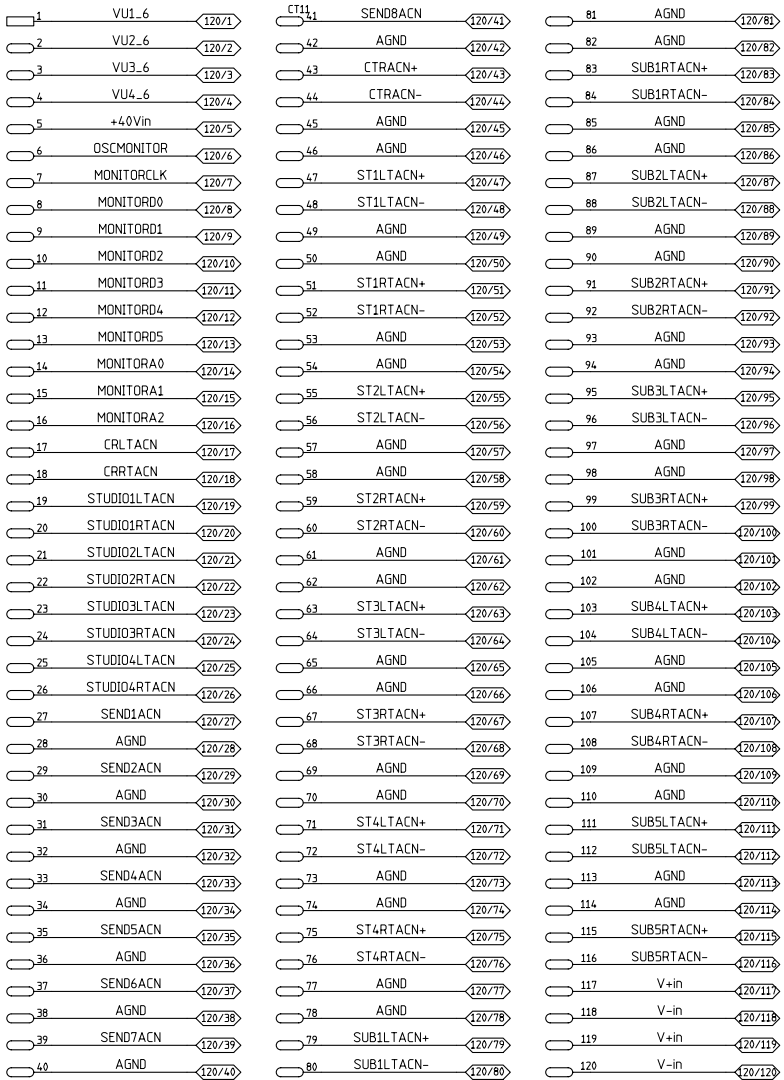 1 VU1_6 120/1
2 VU2_6 120/2
3 VU3_6 120/3
4 VU4_6 120/4
5 +40Vin 120/5
6 OSCMONITOR 120/6
7 MONITORCLK 120/7
8 MONITORD0 120/8
9 MONITORD1 120/9
10 MONITORD2 120/10
11 MONITORD3 120/11
12 MONITORD4 120/12
13 MONITORD5 120/13
14 MONITORA0 120/14
15 MONITORA1 120/15
16 MONITORA2 120/16
17 CRLTACN 120/17
18 CRRTACN 120/18
19 STUDIO1LTACN 120/19
20 STUDIO1RTACN 120/20
21 STUDIO2LTACN 120/21
22 STUDIO2RTACN 120/22
23 STUDIO3LTACN 120/23
24 STUDIO3RTACN 120/24
25 STUDIO4LTACN 120/25
26 STUDIO4RTACN 120/26
27 SEND1ACN 120/27
28 AGND 120/28
29 SEND2ACN 120/29
30 AGND 120/30
31 SEND3ACN 120/31
32 AGND 120/32
33 SEND4ACN 120/33
34 AGND 120/34
35 SEND5ACN 120/35
36 AGND 120/36
37 SEND6ACN 120/37
38 AGND 120/38
39 SEND7ACN 120/39
40 AGND 120/40
CT11
41 SEND8ACN 120/41
42 AGND 120/42
43 CTRACN+ 120/43
44 CTRACN- 120/44
45 AGND 120/45
46 AGND 120/46
47 ST1LTACN+ 120/47
48 ST1LTACN- 120/48
49 AGND 120/49
50 AGND 120/50
51 ST1RTACN+ 120/51
52 ST1RTACN- 120/52
53 AGND 120/53
54 AGND 120/54
55 ST2LTACN+ 120/55
56 ST2LTACN- 120/56
57 AGND 120/57
58 AGND 120/58
59 ST2RTACN+ 120/59
60 ST2RTACN- 120/60
61 AGND 120/61
62 AGND 120/62
63 ST3LTACN+ 120/63
64 ST3LTACN- 120/64
65 AGND 120/65
66 AGND 120/66
67 ST3RTACN+ 120/67
68 ST3RTACN- 120/68
69 AGND 120/69
70 AGND 120/70
71 ST4LTACN+ 120/71
72 ST4LTACN- 120/72
73 AGND 120/73
74 AGND 120/74
75 ST4RTACN+ 120/75
76 ST4RTACN- 120/76
77 AGND 120/77
78 AGND 120/78
79 SUB1LTACN+ 120/79
80 SUB1LTACN- 120/80
81 AGND 120/81
82 AGND 120/82
83 SUB1RTACN+ 120/83
84 SUB1RTACN- 120/84
85 AGND 120/85
86 AGND 120/86
87 SUB2LTACN+ 120/87
88 SUB2LTACN- 120/88
89 AGND 120/89
90 AGND 120/90
91 SUB2RTACN+ 120/91
92 SUB2RTACN- 120/92
93 AGND 120/93
94 AGND 120/94
95 SUB3LTACN+ 120/95
96 SUB3LTACN- 120/96
97 AGND 120/97
98 AGND 120/98
99 SUB3RTACN+ 120/99
100 SUB3RTACN- 120/100
101 AGND 120/101
102 AGND 120/102
103 SUB4LTACN+ 120/103
104 SUB4LTACN- 120/104
105 AGND 120/105
106 AGND 120/106
107 SUB4RTACN+ 120/107
108 SUB4RTACN- 120/108
109 AGND 120/109
110 AGND 120/110
111 SUB5LTACN+ 120/111
112 SUB5LTACN- 120/112
113 AGND 120/113
114 AGND 120/114
115 SUB5RTACN+ 120/115
116 SUB5RTACN- 120/116
117 V+in 120/117
118 V-in 120/118
119 V+in 120/119
120 V-in 120/120